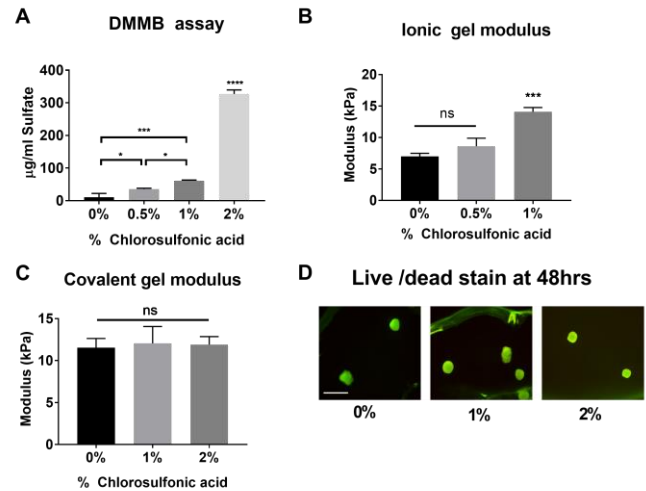 A
DMMB assay
400
300
200
100
0
µg/ml Sulfate
****
***
*
*
0%
0.5%
1%
2%
% Chlorosulfonic acid
B
Ionic gel modulus
20
15
10
5
0
Modulus (kPa)
ns
***
0%
0.5%
1%
% Chlorosulfonic acid
C
Covalent gel modulus
15
10
5
0
Modulus (kPa)
ns
0%
1%
2%
% Chlorosulfonic acid
D
Live /dead stain at 48hrs
0%
1%
2%